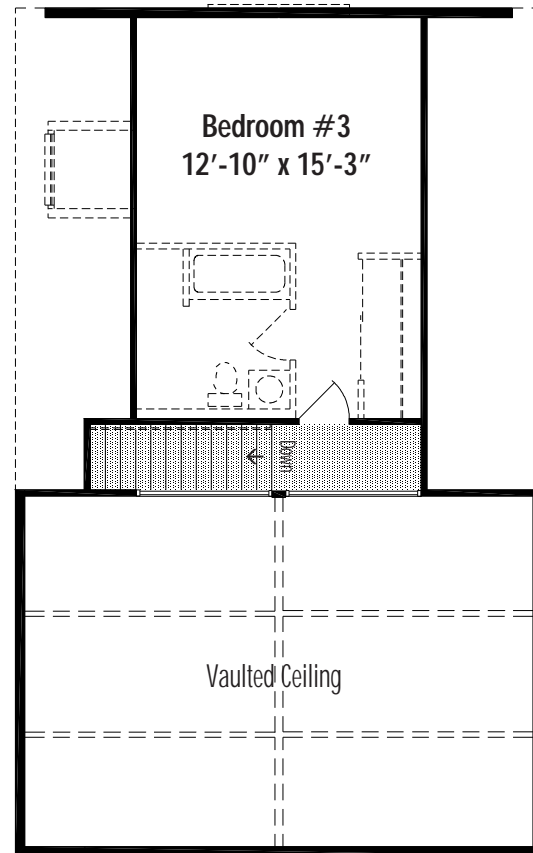 Bedroom #3
12’-10” x 15’-3”
Down
Vaulted Ceiling